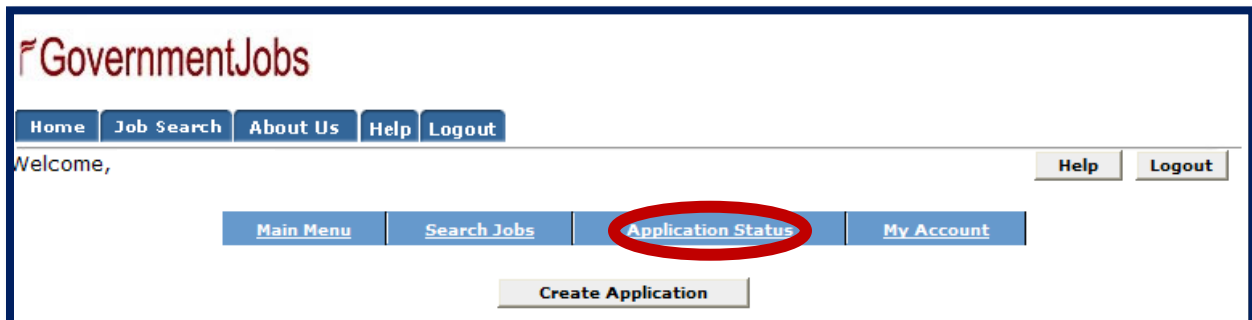 GovernmentJobs
Home Job Search About Us Help Logout
Welcome,
Help Logout
Main Menu Search Jobs Application Status My Account
Create Application